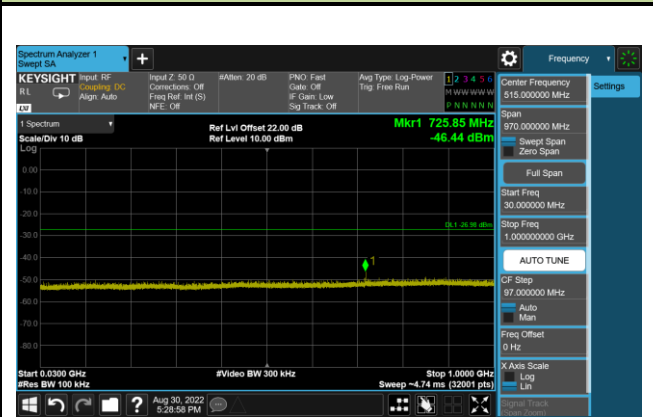 Spectrum Analyzer 1
Swept SA
+
Frequency
KEYSIGHT
RL
Input: RF
Coupling: DC
Align: Auto
Input Z: 50 Ω
Corrections: Off
Freq Ref: Int (S)
NFE: Off
#Atten: 20 dB
PNO: Fast
Gate: Off
IF Gain: Low
Sig Track: Off
Avg Type: Log-Power
Trig: Free Run
1 2 3 4 5 6
M W W W W W
P N N N N N
LXI
1 Spectrum
Scale/Div 10 dB
Log
Ref Lvl Offset 22.00 dB
Ref Level 10.00 dBm
Mkr1 725.85 MHz
-46.44 dBm
0.00
-10.0
-20.0
-30.0
-40.0
-50.0
-60.0
-70.0
-80.0
DL1 -26.98 dBm
1
Start 0.0300 GHz
#Res BW 100 kHz
#Video BW 300 kHz
Stop 1.0000 GHz
Sweep ~4.74 ms (32001 pts)
Center Frequency
515.000000 MHz
Settings
Span
970.000000 MHz
Swept Span
Zero Span
Full Span
Start Freq
30.000000 MHz
Stop Freq
1.000000000 GHz
AUTO TUNE
CF Step
97.000000 MHz
Auto
Man
Freq Offset
0 Hz
X Axis Scale
Log
Lin
Signal Track
(Span Zoom)
?
Aug 30, 2022
5:28:58 PM